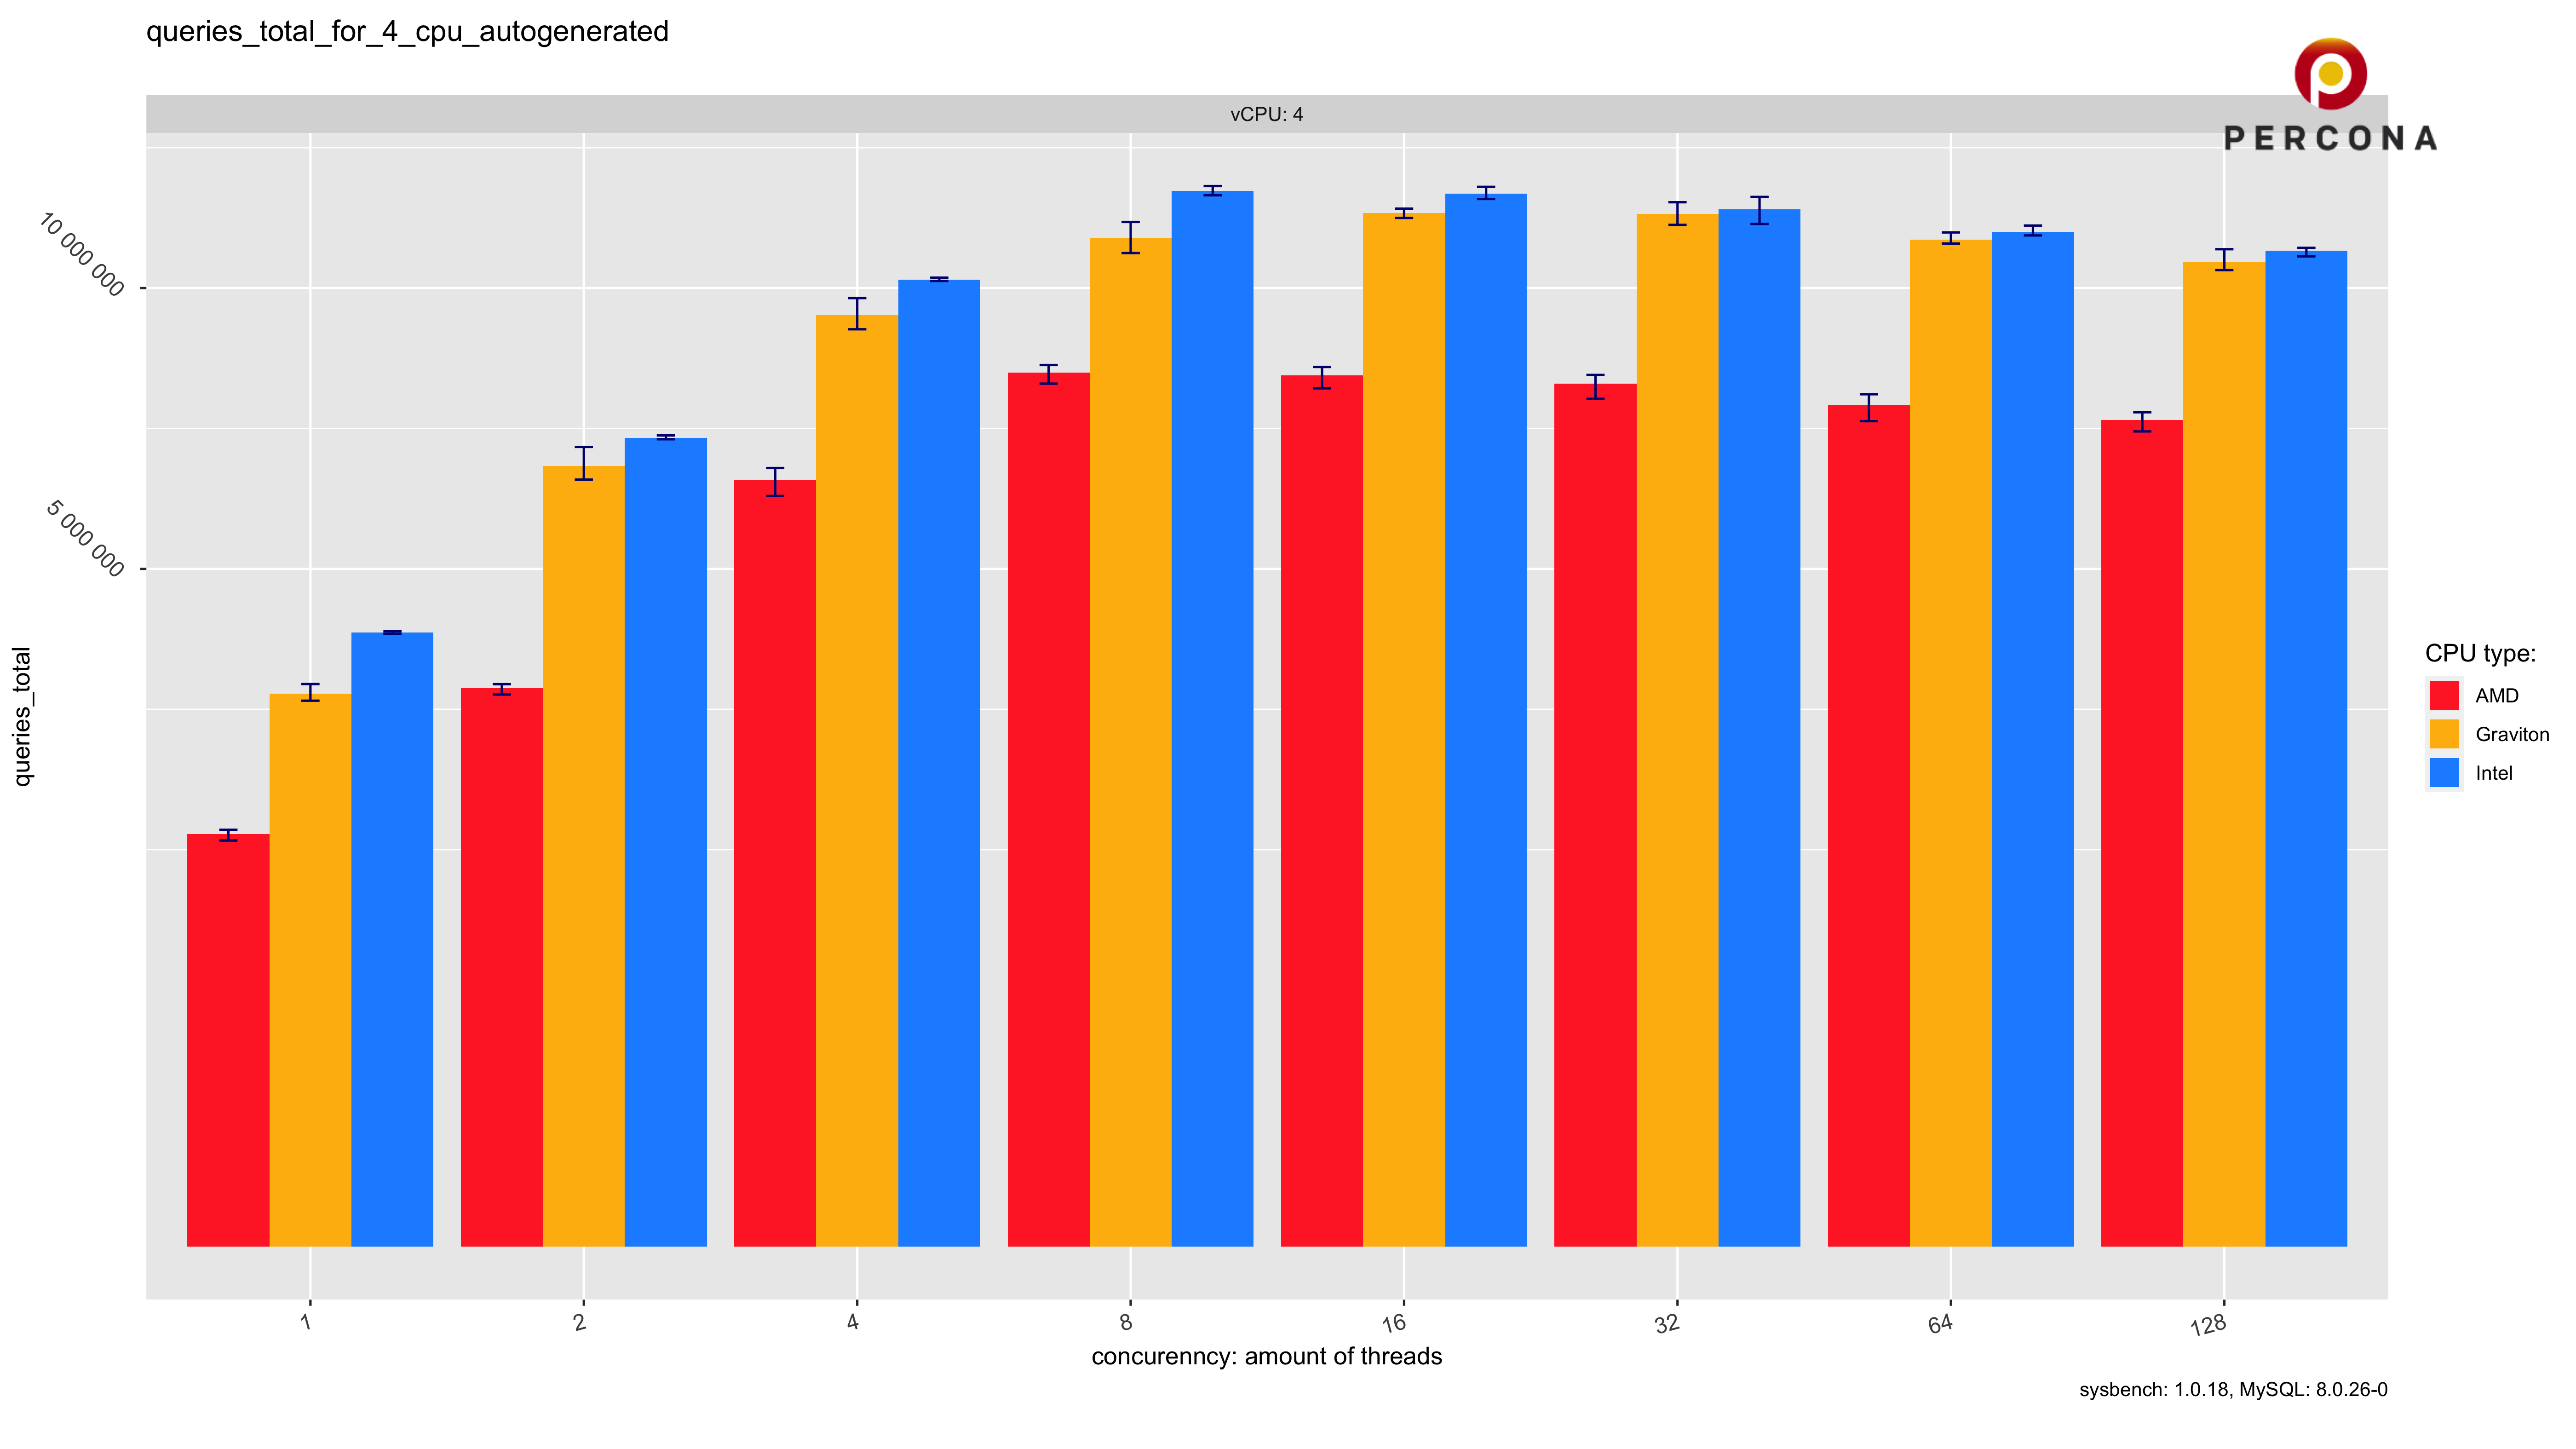 queries_total_for_4_cpu_autogenerated
PERCONA
vCPU: 4
10 000 000
5 000 000
queries_total
CPU type:
AMD
Graviton
Intel
1 2 4 8 16 32 64 128
concurenncy: amount of threads
sysbench: 1.0.18, MySQL: 8.0.26-0